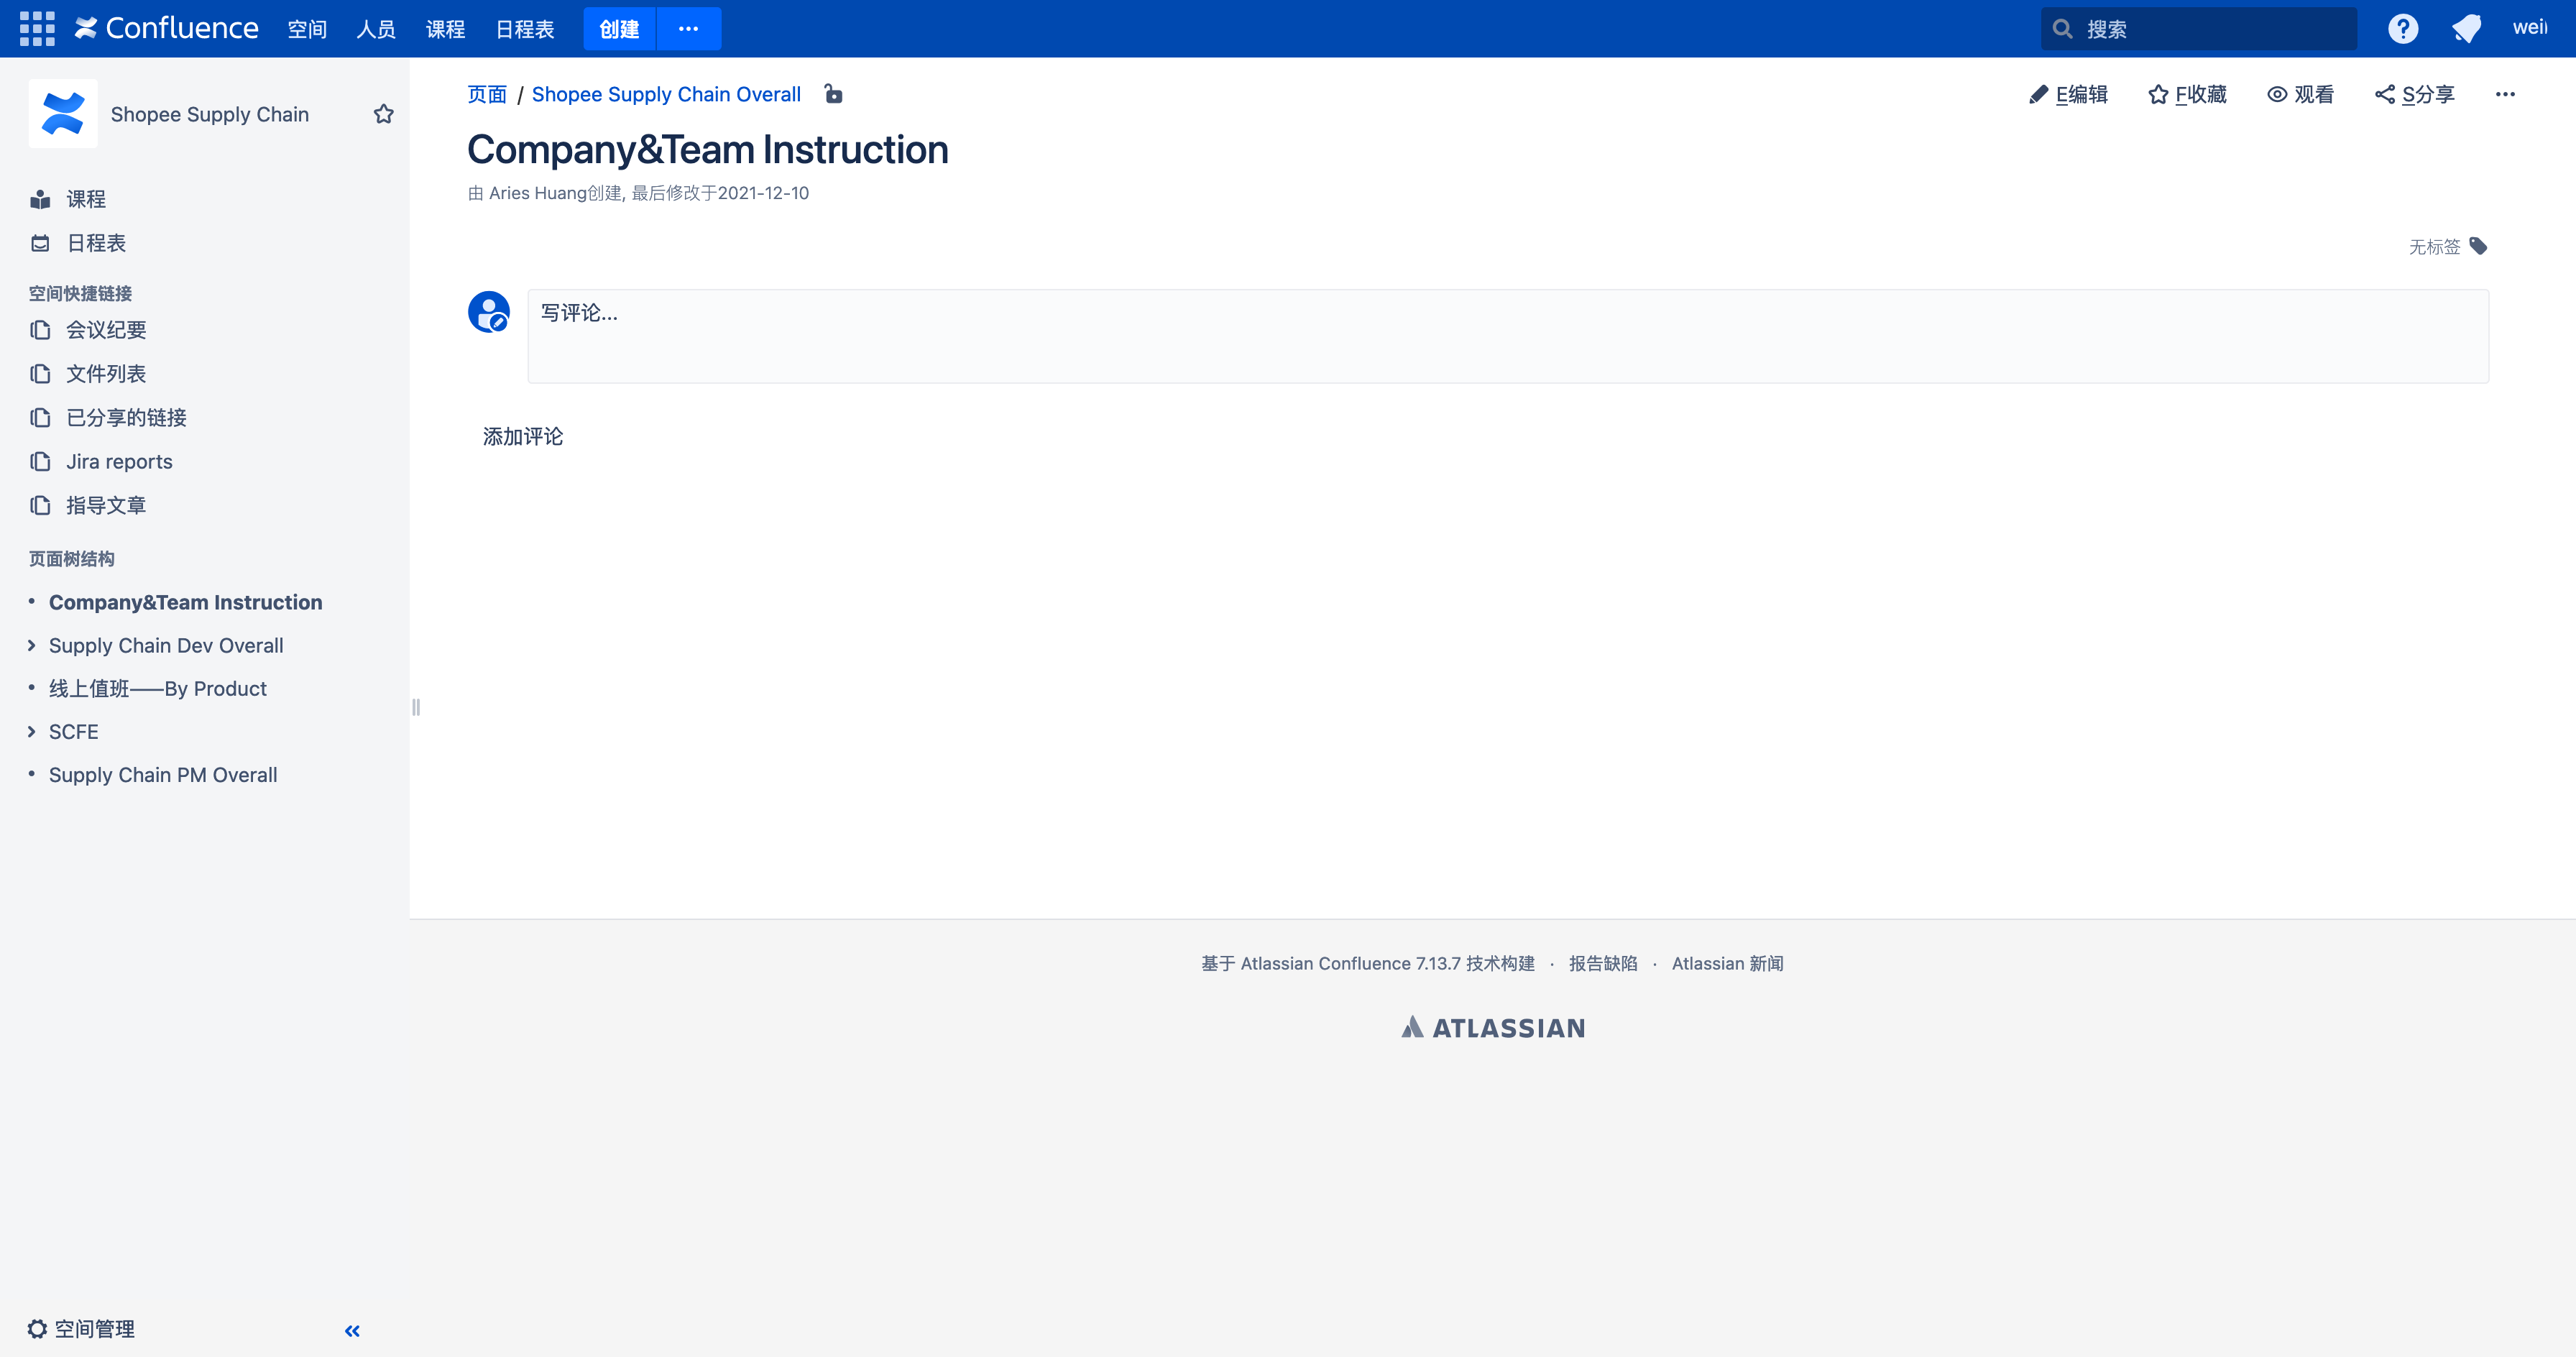 Confluence 空间 人员 课程 日程表 创建 ··· 搜索 weii
Shopee Supply Chain
课程
日程表
空间快捷链接
会议纪要
文件列表
已分享的链接
Jira reports
指导文章
页面树结构
Company&Team Instruction
Supply Chain Dev Overall
线上值班——By Product
SCFE
Supply Chain PM Overall
空间管理
页面 / Shopee Supply Chain Overall
E编辑 F收藏 观看 S分享 ···
Company&Team Instruction
由 Aries Huang创建, 最后修改于2021-12-10
无标签
写评论...
添加评论
基于 Atlassian Confluence 7.13.7 技术构建 · 报告缺陷 · Atlassian 新闻
ATLASSIAN